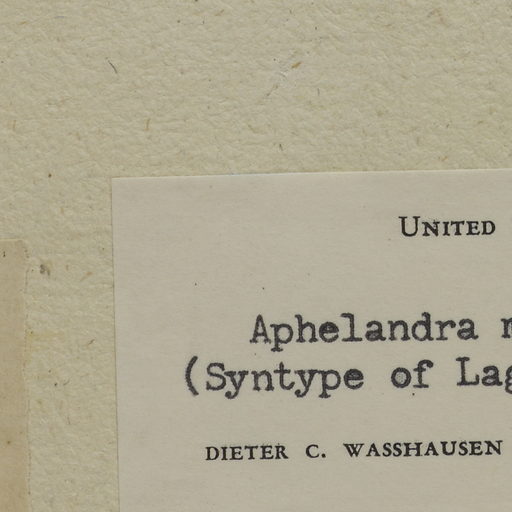 UNITED
Aphelandra
(Syntype of
DIETER C. WASSHAUSEN